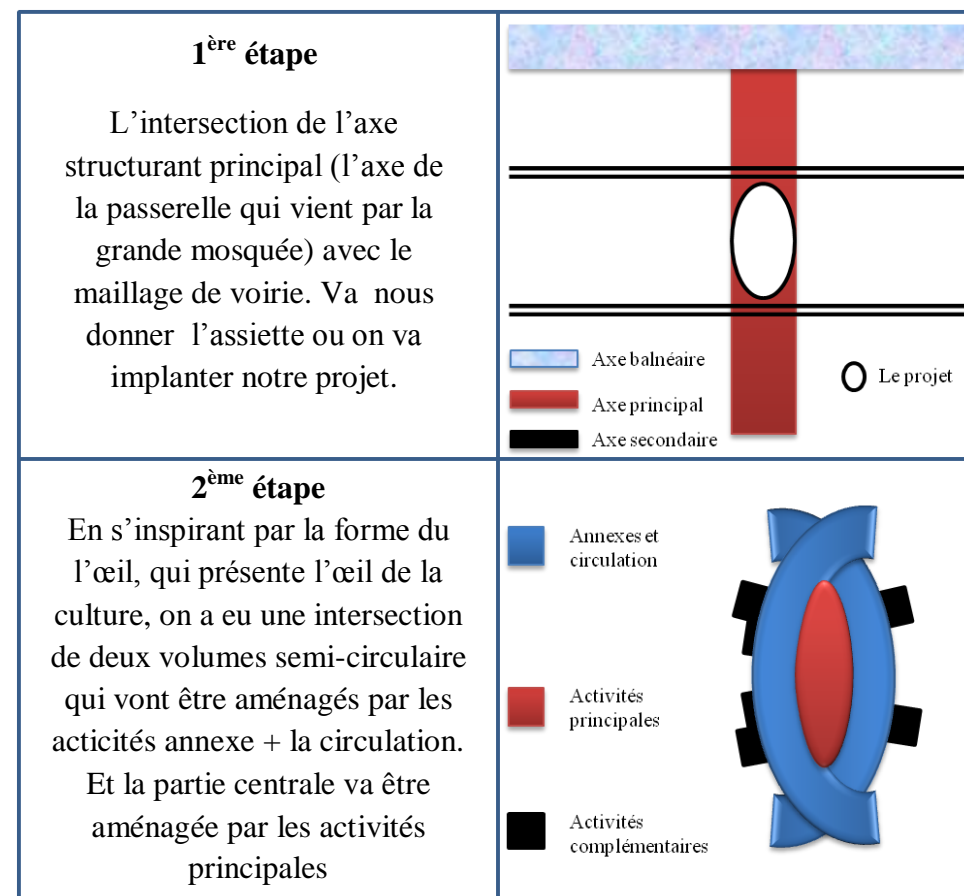 1ère étape
L’intersection de l’axe
structurant principal (l’axe de
la passerelle qui vient par la
grande mosquée) avec le
maillage de voirie. Va  nous
donner  l’assiette ou on va
implanter notre projet.
Axe balnéaire
Axe principal
Axe secondaire
Le projet
2ème étape
En s’inspirant par la forme du
l’œil, qui présente l’œil de la
culture, on a eu une intersection
de deux volumes semi-circulaire
qui vont être aménagés par les
acticités annexe + la circulation.
Et la partie centrale va être
aménagée par les activités
principales
Annexes et
circulation
Activités
principales
Activités
complémentaires